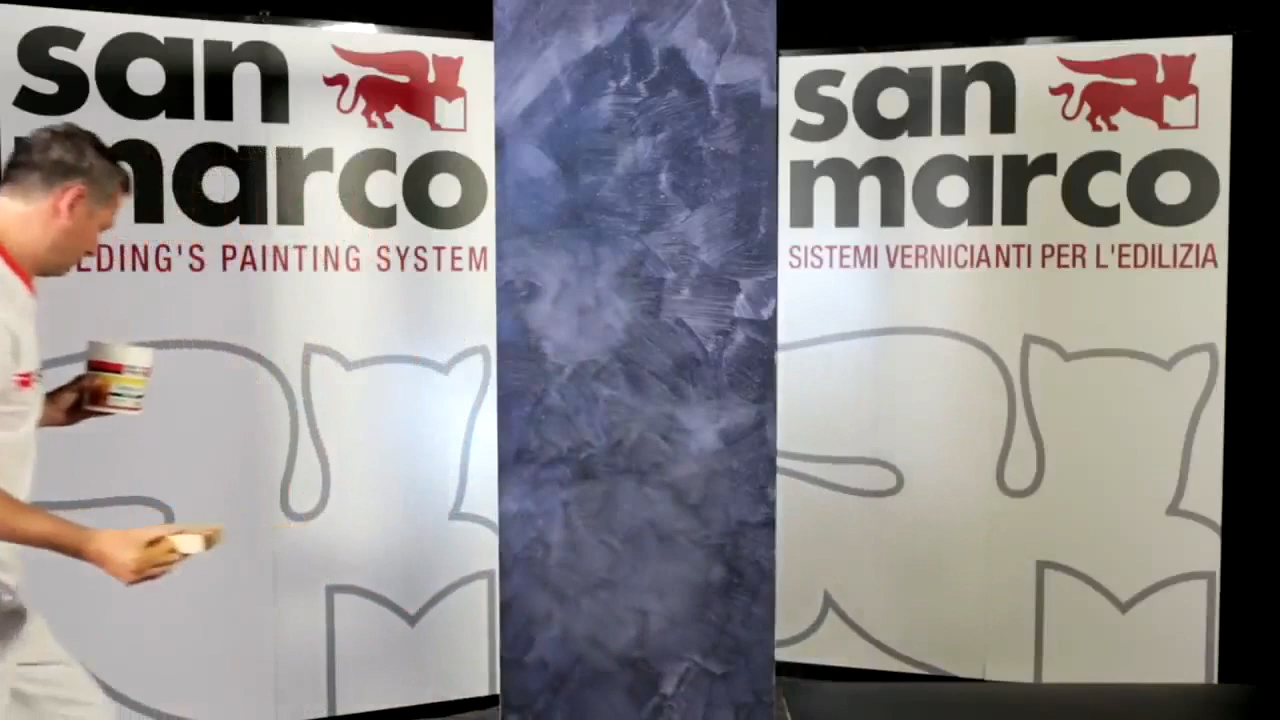 san
marco
EDING'S PAINTING SYSTEM
san
marco
SISTEMI VERNICIANTI PER L'EDILIZIA